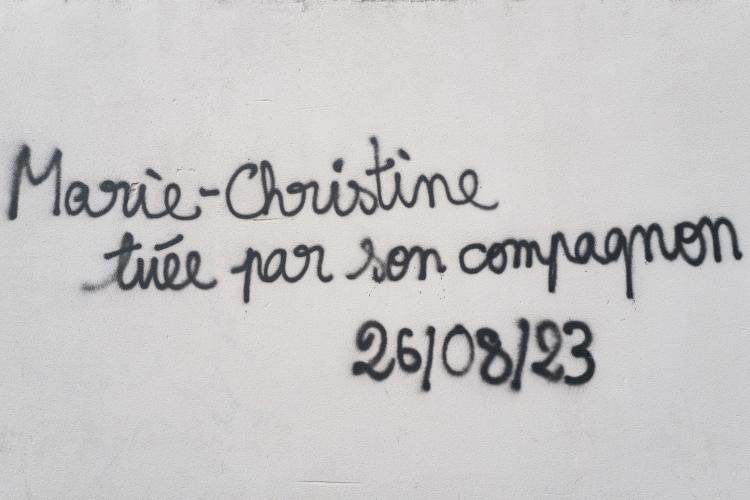 Marie-Christine
tuée par son compagnon
26/08/23